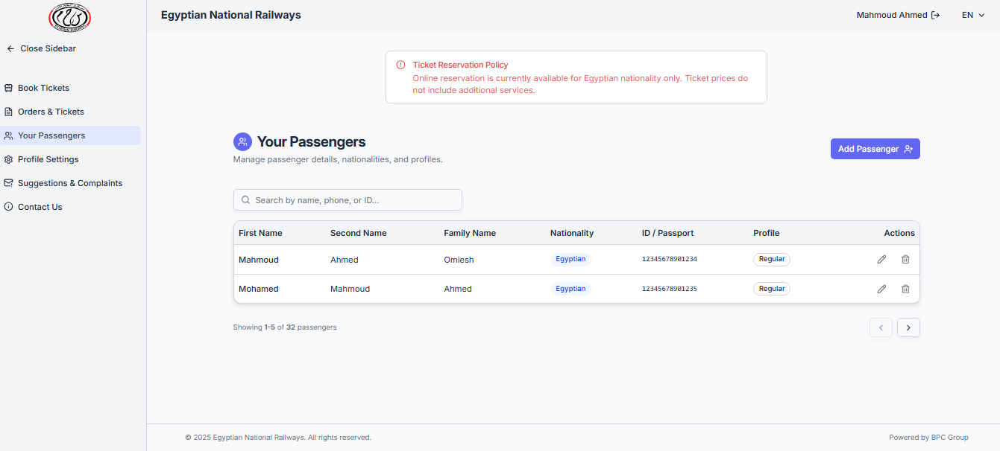 Egyptian National Railways
Mahmoud Ahmed
EN
Close Sidebar
Book Tickets
Orders & Tickets
Your Passengers
Profile Settings
Suggestions & Complaints
Contact Us
Ticket Reservation Policy
Online reservation is currently available for Egyptian nationality only. Ticket prices do
not include additional services.
Your Passengers
Manage passenger details, nationalities, and profiles.
Add Passenger
Search by name, phone, or ID...
First Name Second Name Family Name Nationality ID / Passport Profile Actions
Mahmoud Ahmed Omiesh Egyptian 12345678901234 Regular
Mohamed Mahmoud Ahmed Egyptian 12345678901235 Regular
Showing 1-5 of 32 passengers
© 2025 Egyptian National Railways. All rights reserved.
Powered by BPC Group